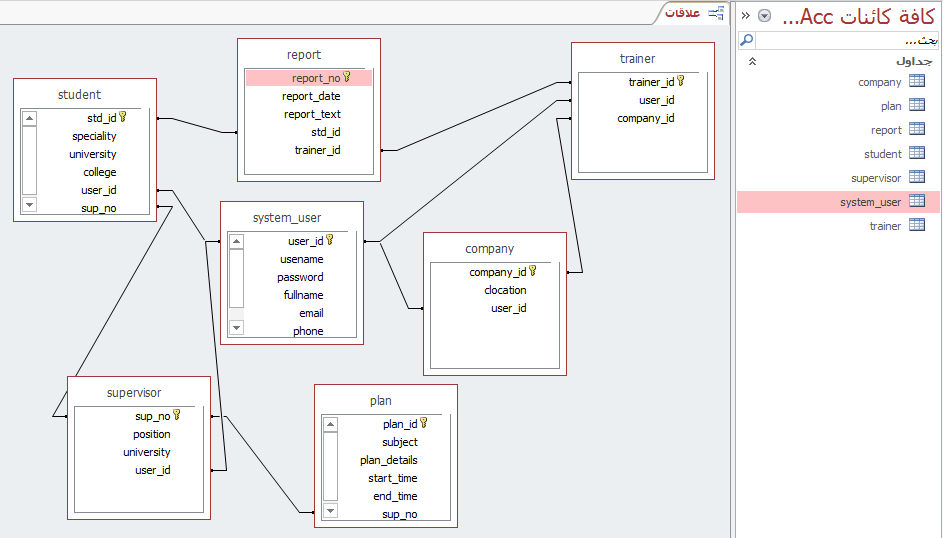 علاقات
report
report_no
report_date
report_text
std_id
trainer_id
trainer
trainer_id
user_id
company_id
student
std_id
speciality
university
college
user_id
sup_no
system_user
user_id
usename
password
fullname
email
phone
company
company_id
clocation
user_id
supervisor
sup_no
position
university
user_id
plan
plan_id
subject
plan_details
start_time
end_time
sup_no
كافة كائنات Acc...
بحث...
جداول
company
plan
report
student
supervisor
system_user
trainer